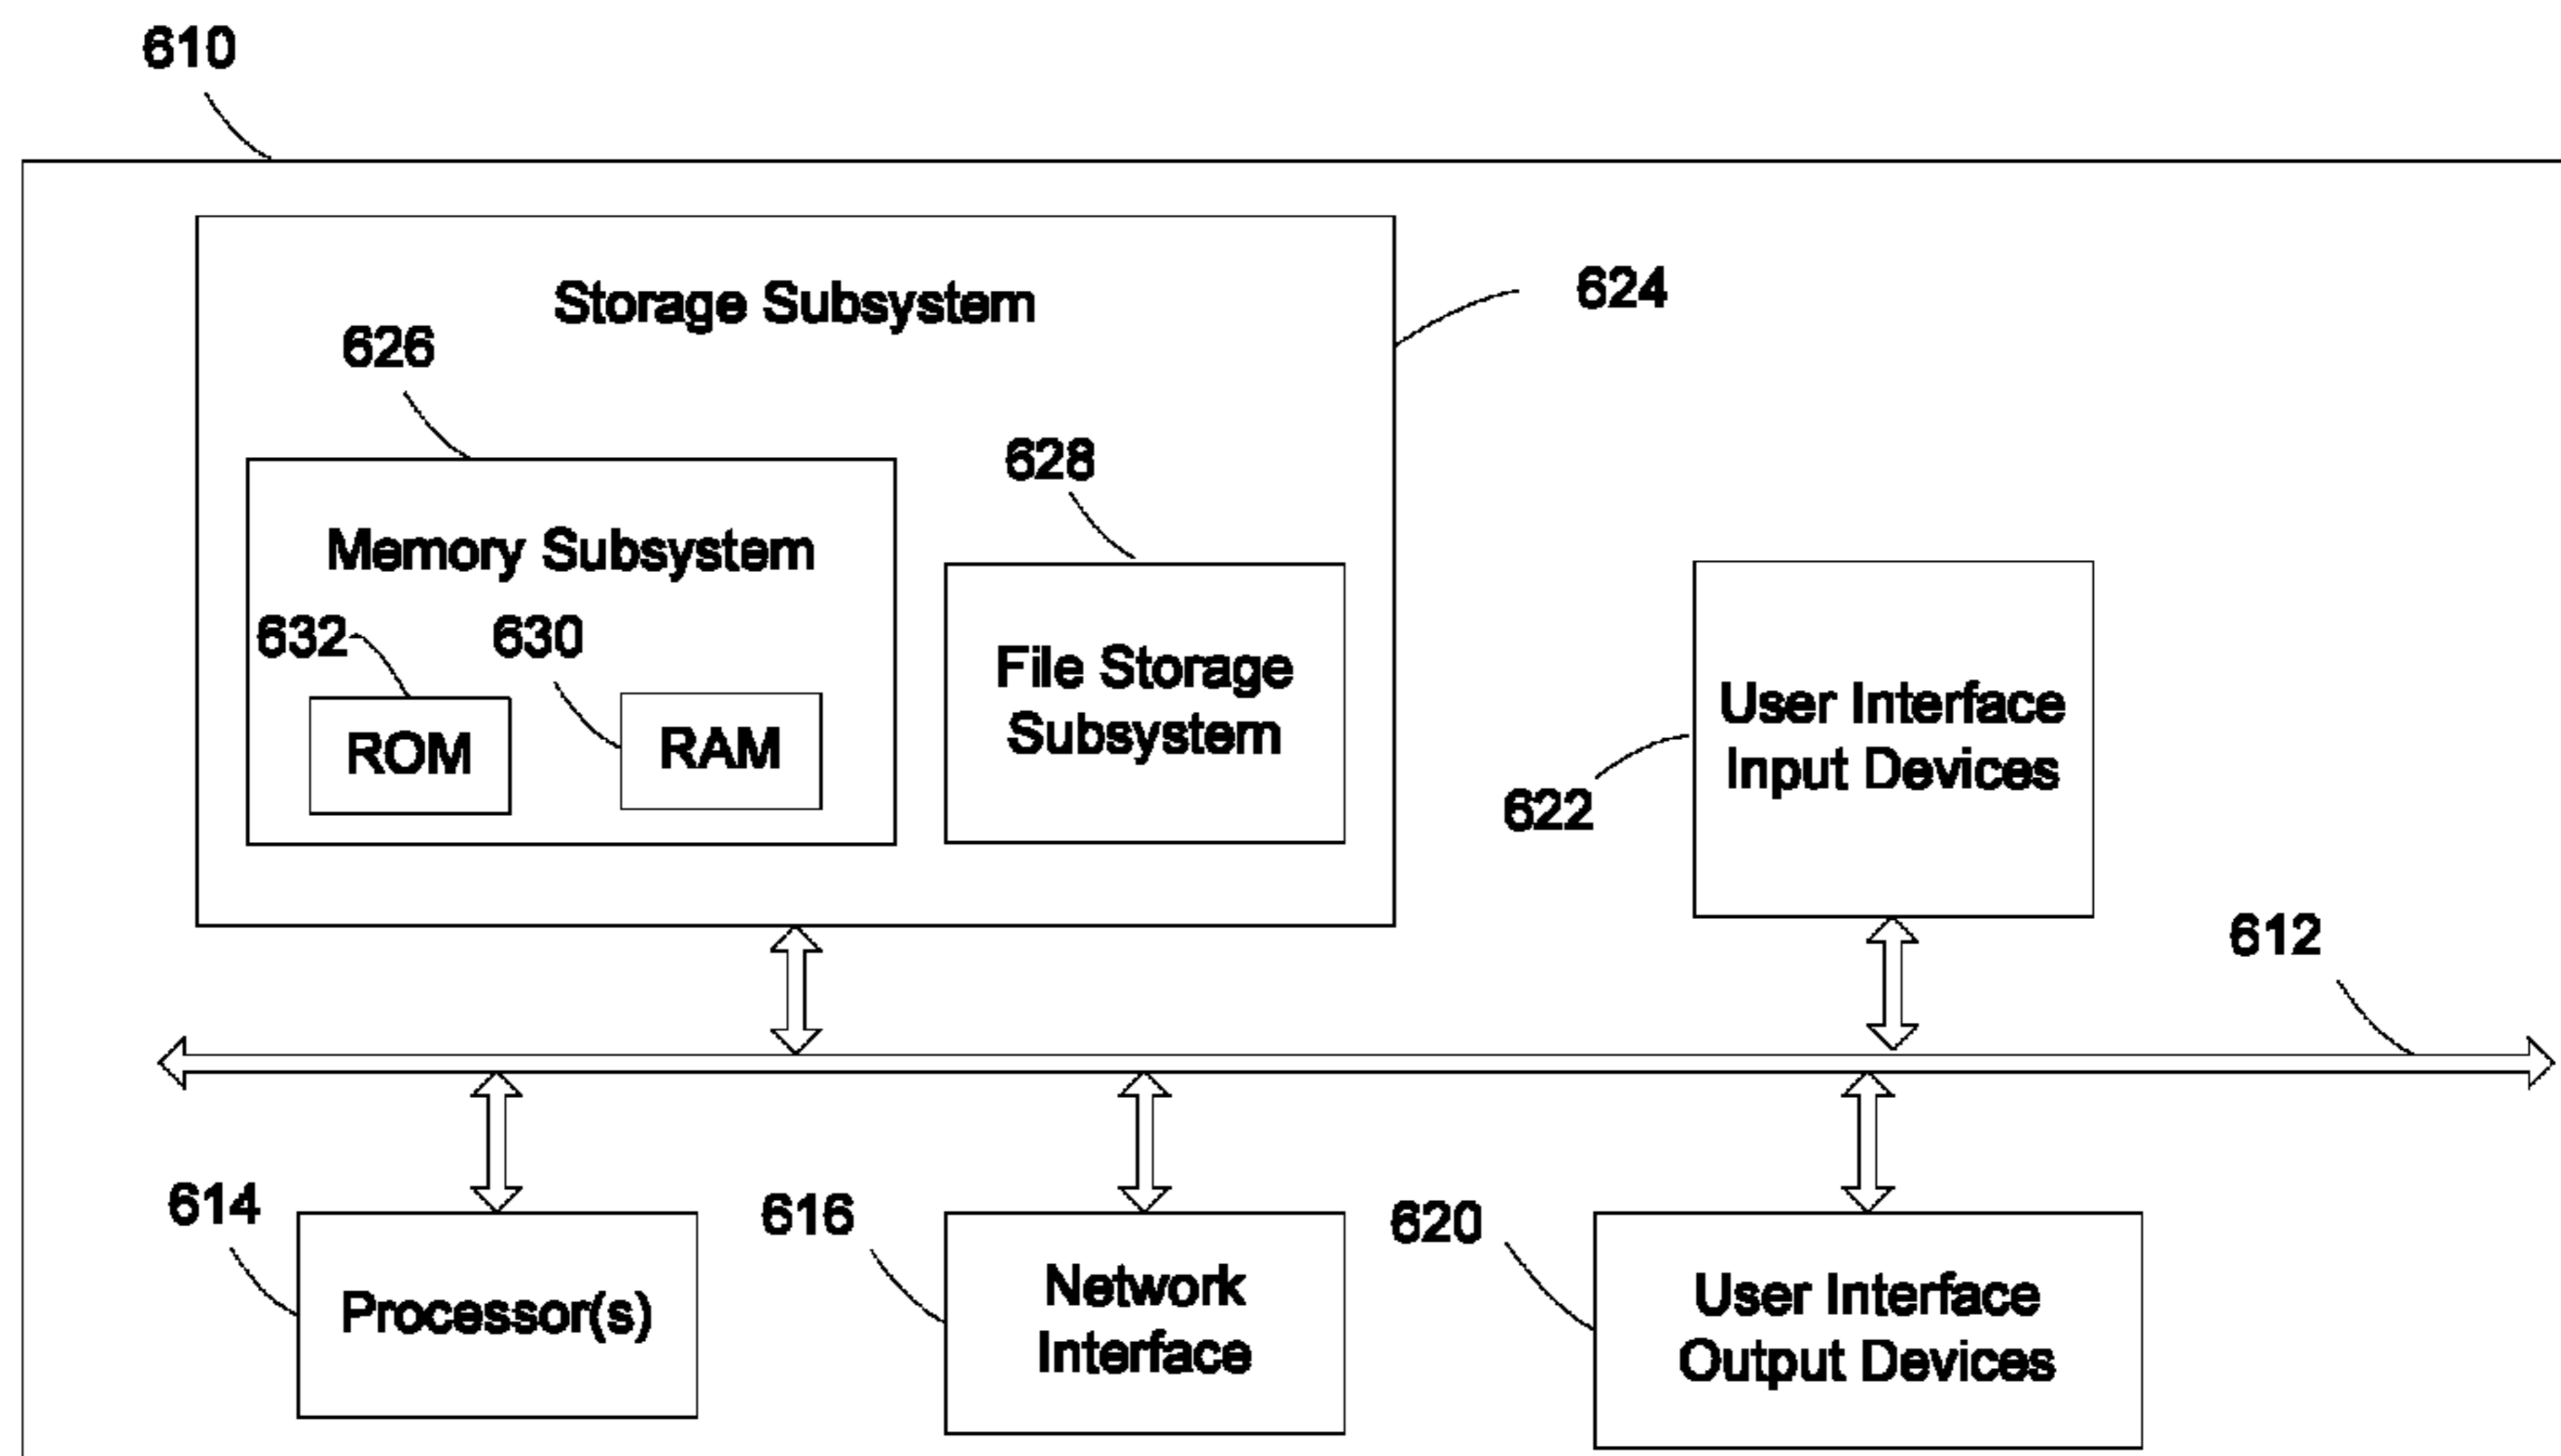 610
Storage Subsystem
624
626
628
Memory Subsystem
632
630
ROM
RAM
File Storage
Subsystem
User Interface
Input Devices
622
612
614
Processor(s)
616
Network
Interface
620
User Interface
Output Devices